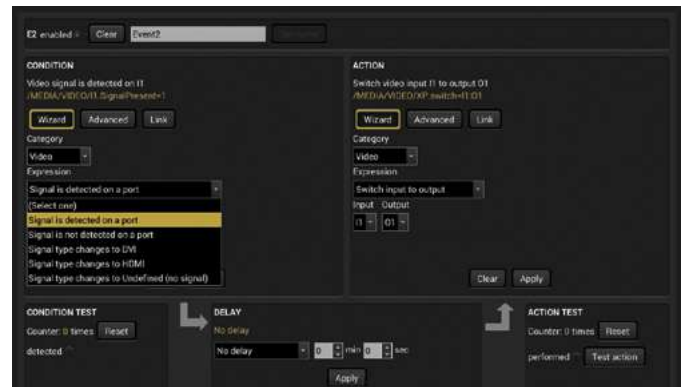 E2 enabled Clear Event2
CONDITION
Video signal is detected on I1
/MEDIA/VIDEO/I1.SignalPresent=1
Wizard Advanced Link
Category
Video
Expression
Signal is detected on a port
(Select one)
Signal is detected on a port
Signal is not detected on a port
Signal type changes to DVI
Signal type changes to HDMI
Signal type changes to Undefined (no signal)
ACTION
Switch video input I1 to output O1
/MEDIA/VIDEO/XP:switch=I1:O1
Wizard Advanced Link
Category
Video
Expression
Switch input to output
Input Output
I1 O1
Clear Apply
CONDITION TEST
Counter: 0 times Reset
detected
DELAY
No delay
No delay 0 min 0 sec
Apply
ACTION TEST
Counter: 0 times Reset
performed Test action